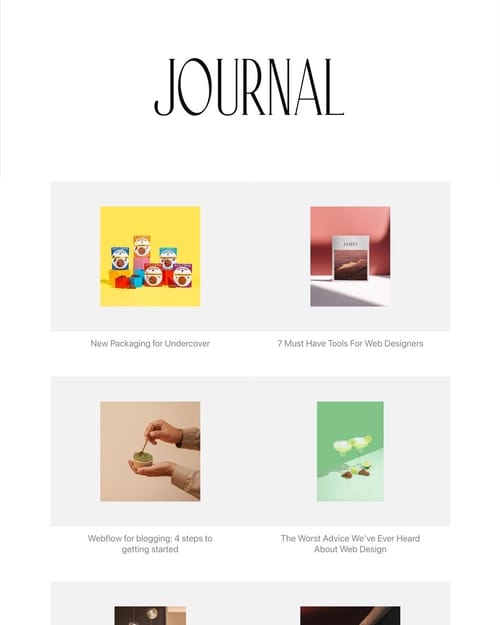 JOURNAL
JAMES
New Packaging for Undercover
7 Must Have Tools For Web Designers
Webflow for blogging: 4 steps to
getting started
The Worst Advice We've Ever Heard
About Web Design